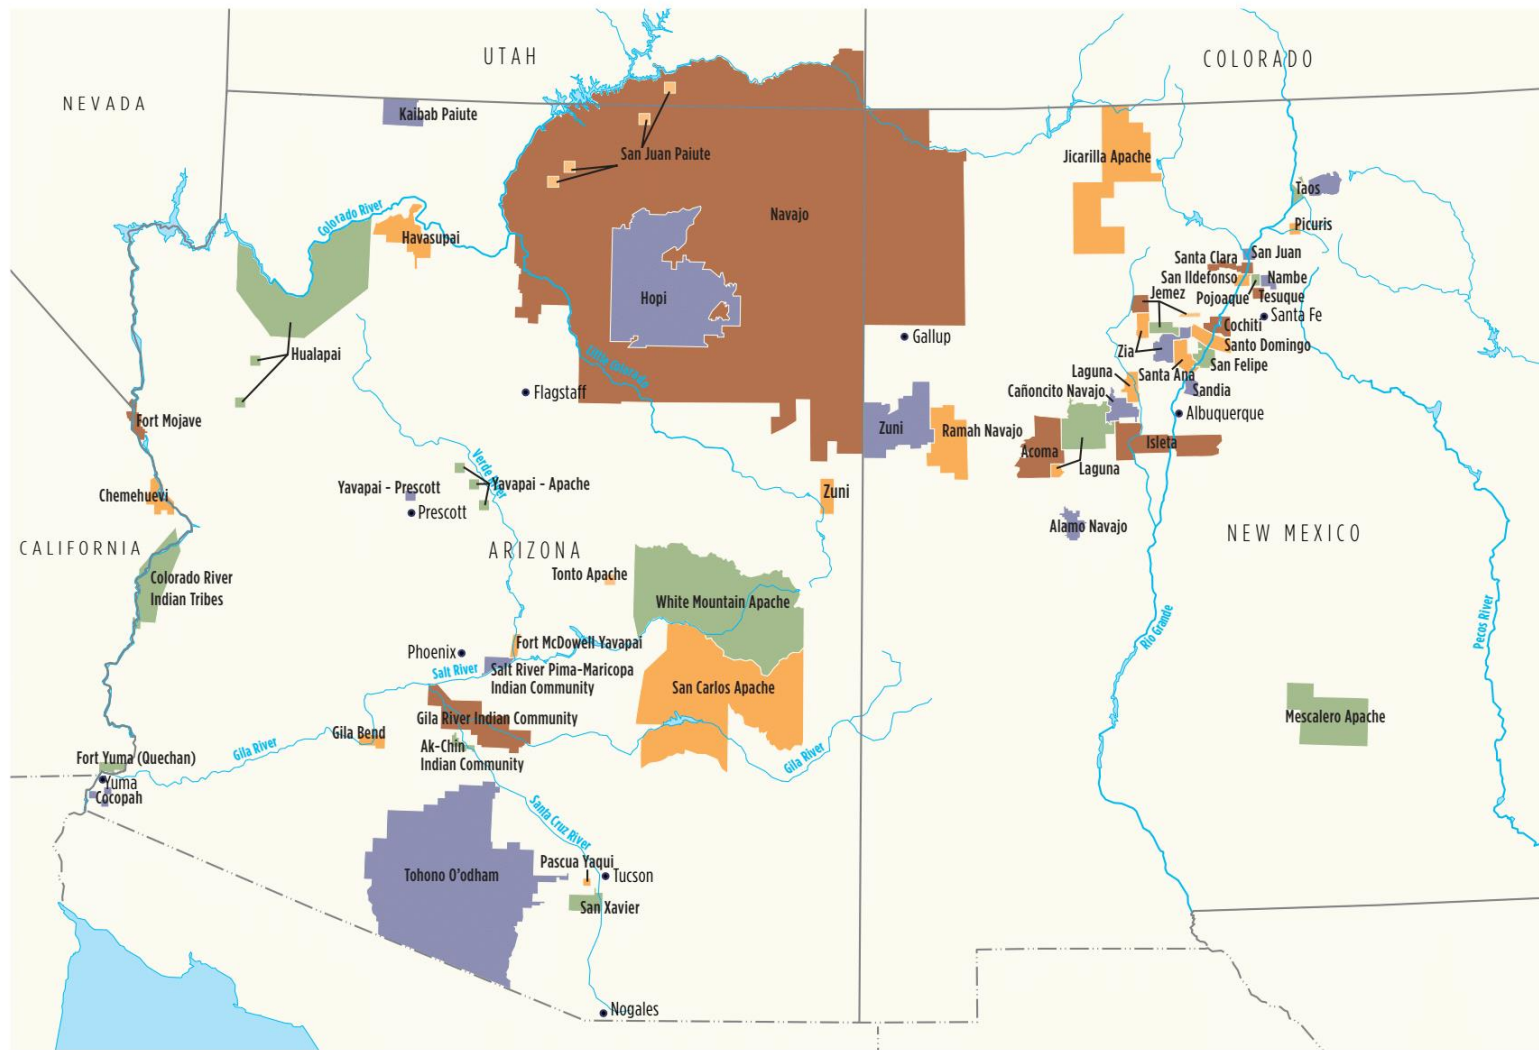 UTAH
COLORADO
NEVADA
Kaibab Paiute
San Juan Paiute
Jicarilla Apache
Taos
Navajo
Colorado River
Havasupai
Picuris
San Juan
Santa Clara
San Ildefonso
Nambe
Jemez
Pojoaque
Tesuque
Hopi
Santa Fe
Cochiti
Gallup
Santo Domingo
Zia
Hualapai
Little Colorado
San Felipe
Laguna
Santa Ana
Cañoncito Navajo
Sandia
Flagstaff
Albuquerque
Fort Mojave
Zuni
Ramah Navajo
Acoma
Isleta
Laguna
Verde River
Yavapai - Apache
Yavapai - Prescott
Zuni
Chemehuevi
Prescott
Alamo Navajo
NEW MEXICO
CALIFORNIA
ARIZONA
Tonto Apache
Colorado River
Indian Tribes
White Mountain Apache
Rio Grande
Pecos River
Fort McDowell Yavapai
Phoenix
Salt River
Salt River Pima-Maricopa
Indian Community
San Carlos Apache
Gila River Indian Community
Mescalero Apache
Gila Bend
Gila River
Ak-Chin
Indian Community
Gila River
Fort Yuma (Quechan)
Yuma
Cocopah
Santa Cruz River
Pascua Yaqui
Tohono O'odham
Tucson
San Xavier
Nogales